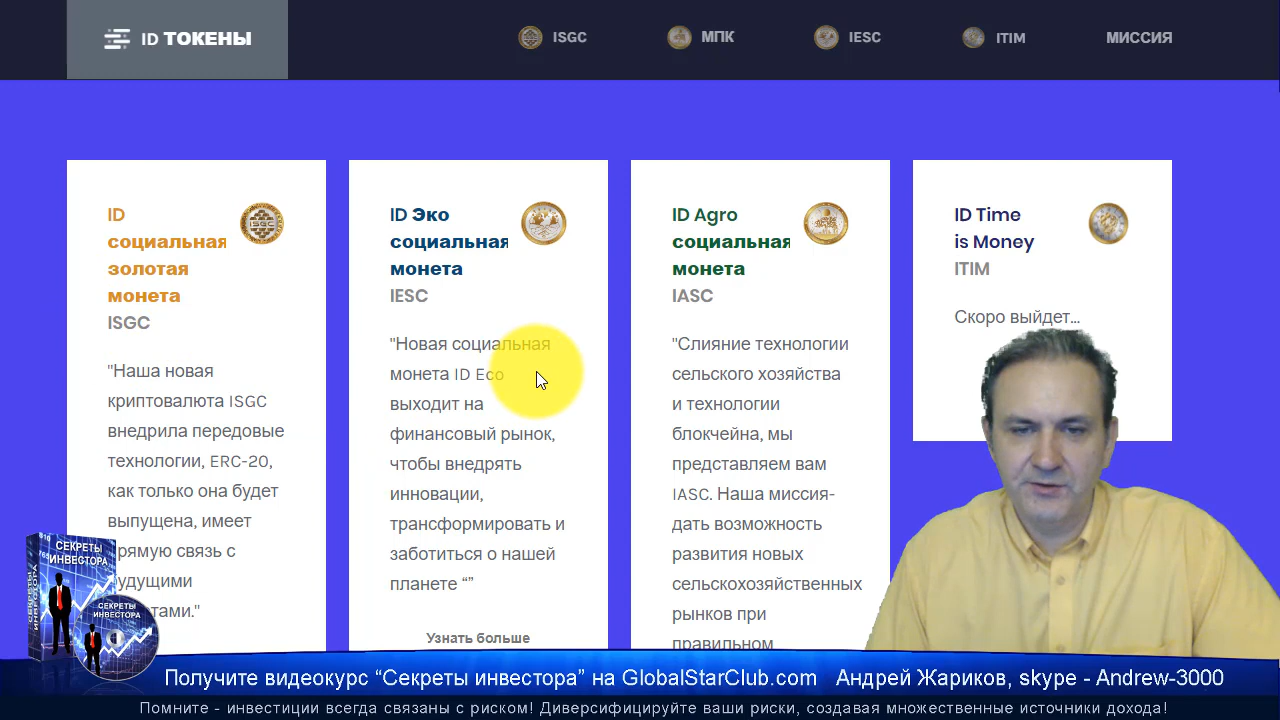 ID ТОКЕНЫ
ISGC
МПК
IESC
ITIM
МИССИЯ
ID
социальная
золотая
монета
ISGC
"Наша новая
криптовалюта ISGC
внедрила передовые
технологии, ERC-20,
как только она будет
выпущена, имеет
прямую связь с
будущими
ISGC
ID Эко
социальная
монета
IESC
"Новая социальная
монета ID Eco
выходит на
финансовый рынок,
чтобы внедрять
инновации,
трансформировать и
заботиться о нашей
планете “”
Узнать больше
ID Agro
социальная
монета
IASC
"Слияние технологии
сельского хозяйства
и технологии
блокчейна, мы
представляем вам
IASC. Наша миссия-
дать возможность
развития новых
сельскохозяйственных
рынков при
правильном
ID Time
is Money
ITIM
Скоро выйдет...
СЕКРЕТЫ
ИНВЕСТОРА
СЕКРЕТЫ
ИНВЕСТОРА
СЕКРЕТЫ
ИНВЕСТОРА
Получите видеокурс “Секреты инвестора” на GlobalStarClub.com Андрей Жариков, skype - Andrew-3000
Помните - инвестиции всегда связаны с риском! Диверсифицируйте ваши риски, создавая множественные источники дохода!